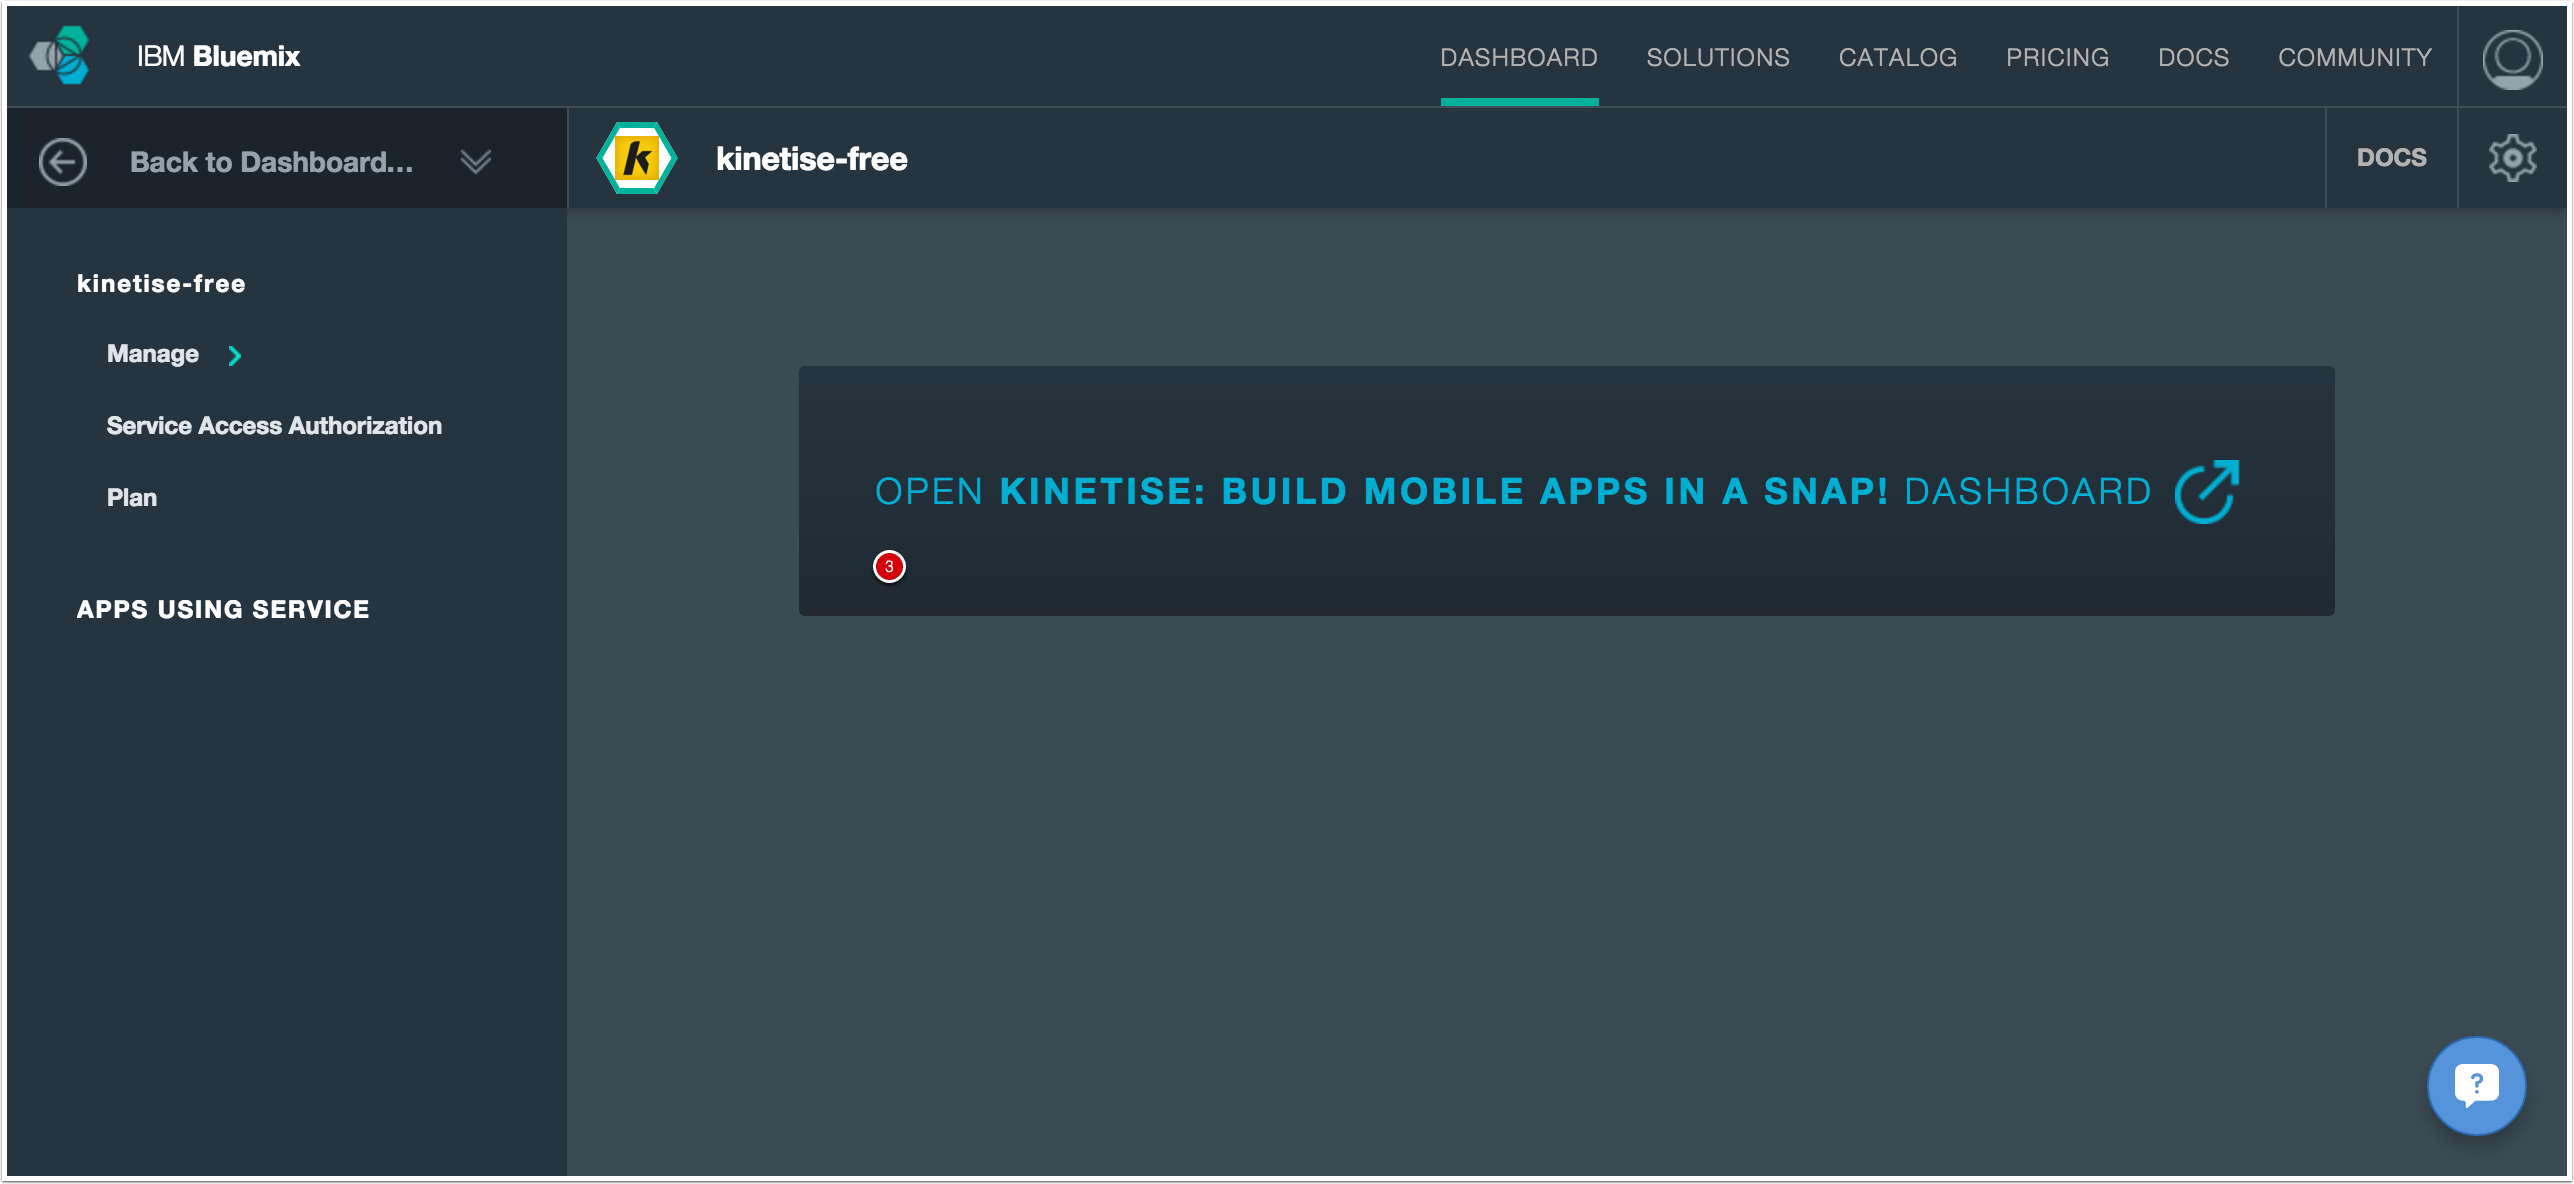 IBM Bluemix
DASHBOARD SOLUTIONS CATALOG PRICING DOCS COMMUNITY
Back to Dashboard...
k
kinetise-free
DOCS
kinetise-free
Manage
Service Access Authorization
Plan
APPS USING SERVICE
OPEN KINETISE: BUILD MOBILE APPS IN A SNAP! DASHBOARD
3
?